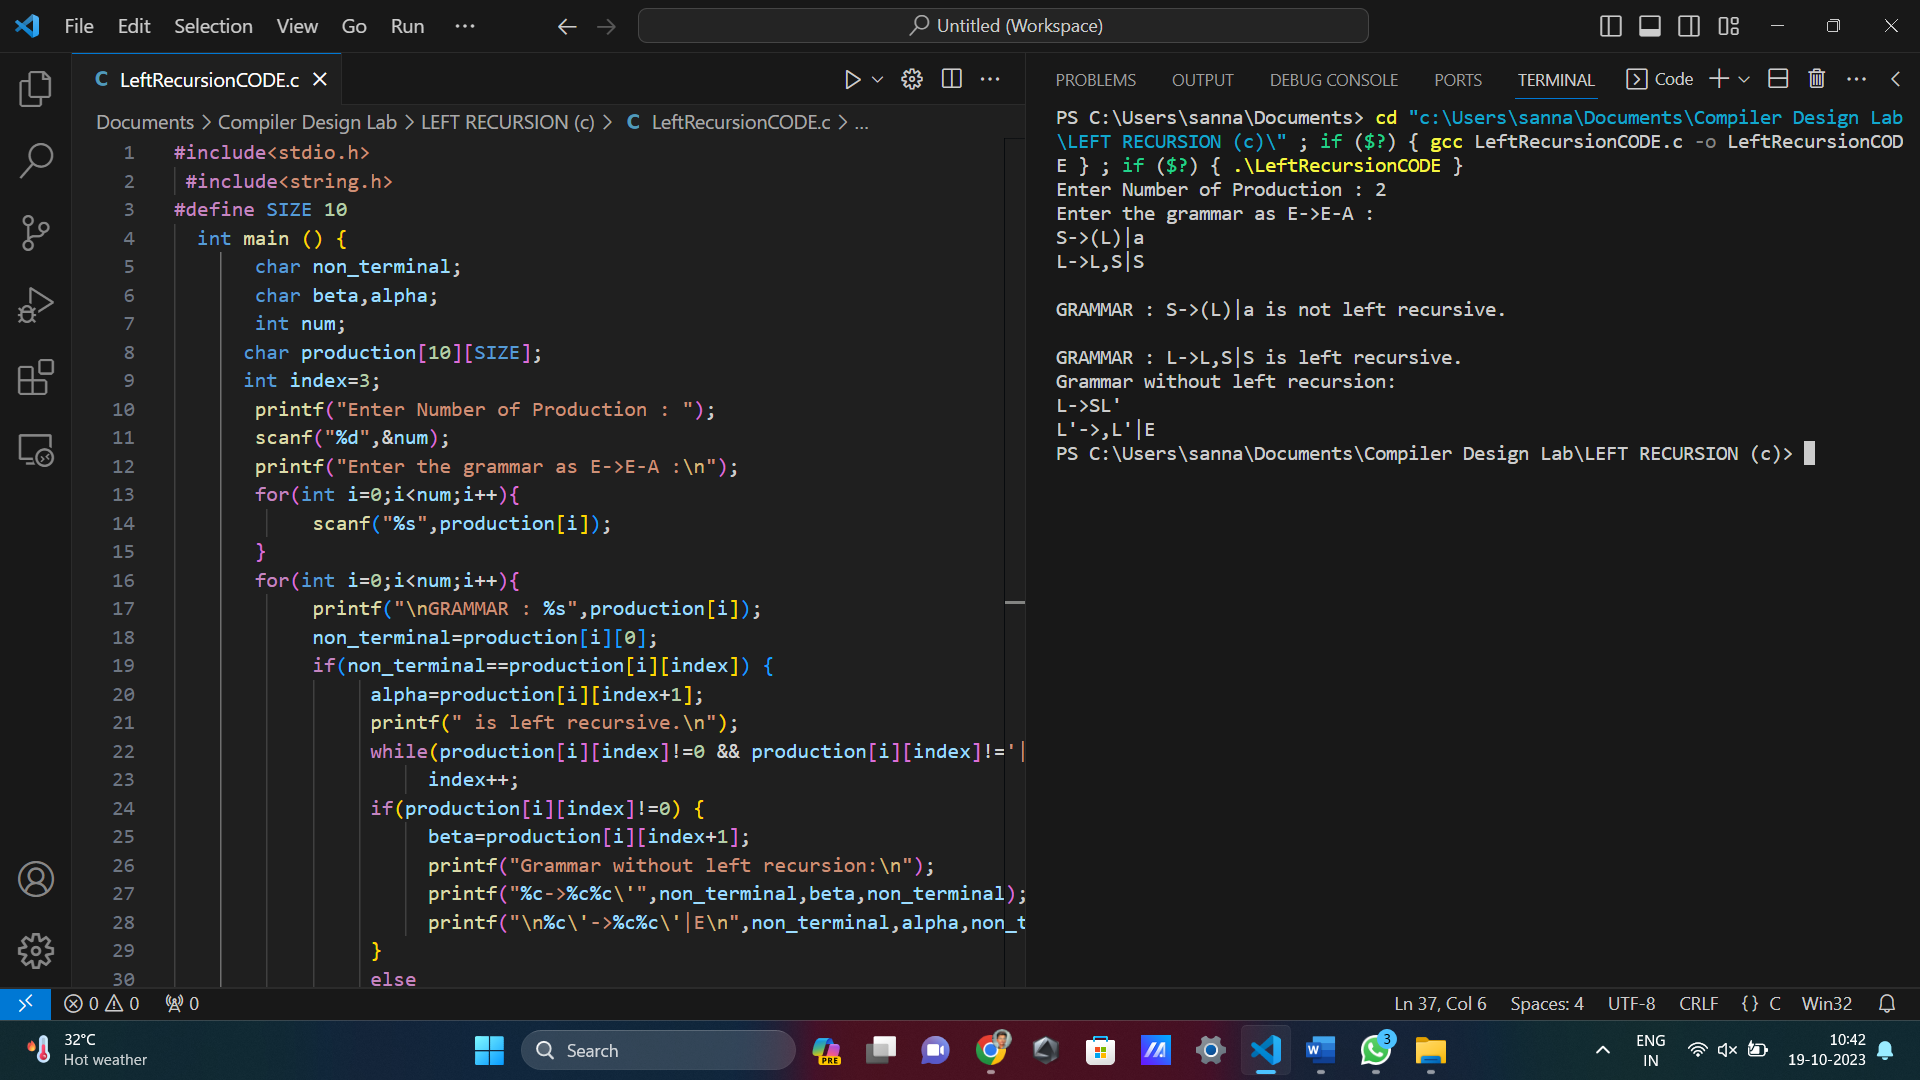 File Edit Selection View Go Run ··· Untitled (Workspace)
LeftRecursionCODE.c
Documents > Compiler Design Lab > LEFT RECURSION (c) > C LeftRecursionCODE.c > ...
1 #include<stdio.h>
2 #include<string.h>
3 #define SIZE 10
4 int main () {
5 char non_terminal;
6 char beta,alpha;
7 int num;
8 char production[10][SIZE];
9 int index=3;
10 printf("Enter Number of Production : ");
11 scanf("%d",&num);
12 printf("Enter the grammar as E->E-A :\n");
13 for(int i=0;i<num;i++){
14 scanf("%s",production[i]);
15 }
16 for(int i=0;i<num;i++){
17 printf("\nGRAMMAR : %s",production[i]);
18 non_terminal=production[i][0];
19 if(non_terminal==production[i][index]) {
20 alpha=production[i][index+1];
21 printf(" is left recursive.\n");
22 while(production[i][index]!=0 && production[i][index]!='|
23 index++;
24 if(production[i][index]!=0) {
25 beta=production[i][index+1];
26 printf("Grammar without left recursion:\n");
27 printf("%c->%c%c\'",non_terminal,beta,non_terminal);
28 printf("\n%c\'->%c%c\'|E\n",non_terminal,alpha,non_t
29 }
30 else
PROBLEMS OUTPUT DEBUG CONSOLE PORTS TERMINAL Code
PS C:\Users\sanna\Documents> cd "c:\Users\sanna\Documents\Compiler Design Lab
\LEFT RECURSION (c)\" ; if ($?) { gcc LeftRecursionCODE.c -o LeftRecursionCOD
E } ; if ($?) { .\LeftRecursionCODE }
Enter Number of Production : 2
Enter the grammar as E->E-A :
S->(L)|a
L->L,S|S
GRAMMAR : S->(L)|a is not left recursive.
GRAMMAR : L->L,S|S is left recursive.
Grammar without left recursion:
L->SL'
L'->,L'|E
PS C:\Users\sanna\Documents\Compiler Design Lab\LEFT RECURSION (c)>
0 0 0 Ln 37, Col 6 Spaces: 4 UTF-8 CRLF {} C Win32
32°C
Hot weather
Search
PRE
3
ENG
IN
10:42
19-10-2023